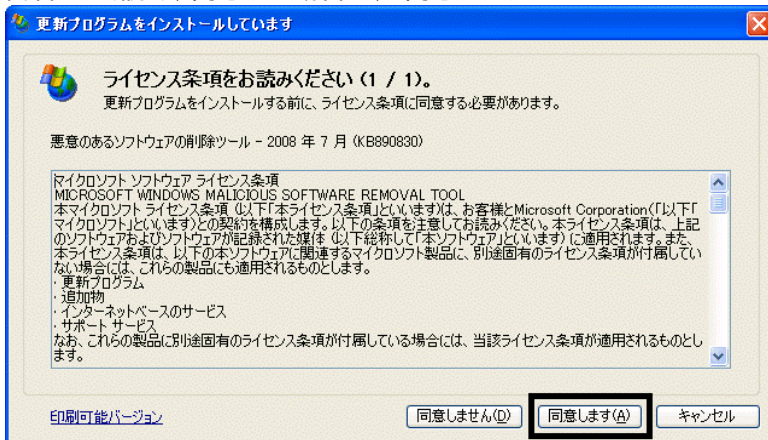 更新プログラムをインストールしています
ライセンス条項をお読みください (1 / 1)。
更新プログラムをインストールする前に、ライセンス条項に同意する必要があります。
悪意のあるソフトウェアの削除ツール - 2008 年 7 月 (KB890830)
マイクロソフト ソフトウェア ライセンス条項
MICROSOFT WINDOWS MALICIOUS SOFTWARE REMOVAL TOOL
本マイクロソフト ライセンス条項 (以下「本ライセンス条項」といいます)は、お客様とMicrosoft Corporation(「以下「
マイクロソフト」といいます)との契約を構成します。以下の条項を注意してお読みください。本ライセンス条項は、上記
のソフトウェアおよびソフトウェアが記録された媒体 (以下総称して「本ソフトウェア」といいます) に適用されます。また、
本ライセンス条項は、以下の本ソフトウェアに関連するマイクロソフト製品に、別途固有のライセンス条項が付属してい
ない場合には、これらの製品にも適用されるものとします。
・更新プログラム
・追加物
・インターネットベースのサービス
・サポート サービス
なお、これらの製品に別途固有のライセンス条項が付属している場合には、当該ライセンス条項が適用されるものとし
ます。
印刷可能バージョン
同意しません(D)
同意します(A)
キャンセル